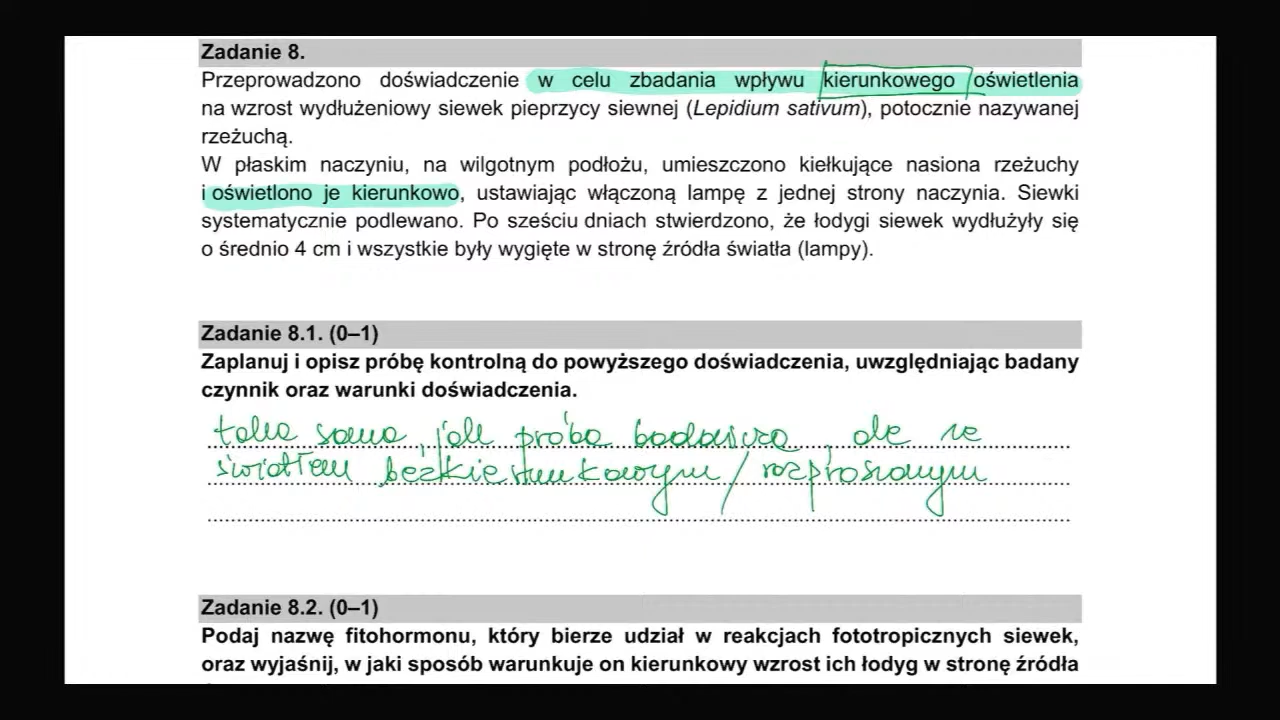 Zadanie 8.
Przeprowadzono doświadczenie w celu zbadania wpływu kierunkowego oświetlenia
na wzrost wydłużeniowy siewek pieprzycy siewnej (Lepidium sativum), potocznie nazywanej
rzeżuchą.
W płaskim naczyniu, na wilgotnym podłożu, umieszczono kiełkujące nasiona rzeżuchy
i oświetlono je kierunkowo, ustawiając włączoną lampę z jednej strony naczynia. Siewki
systematycznie podlewano. Po sześciu dniach stwierdzono, że łodygi siewek wydłużyły się
o średnio 4 cm i wszystkie były wygięte w stronę źródła światła (lampy).
Zadanie 8.1. (0–1)
Zaplanuj i opisz próbę kontrolną do powyższego doświadczenia, uwzględniając badany
czynnik oraz warunki doświadczenia.
taka sama, jak próba badawcza, ale ze
światłem bezkierunkowym / rozproszonym
Zadanie 8.2. (0–1)
Podaj nazwę fitohormonu, który bierze udział w reakcjach fototropicznych siewek,
oraz wyjaśnij, w jaki sposób warunkuje on kierunkowy wzrost ich łodyg w stronę źródła